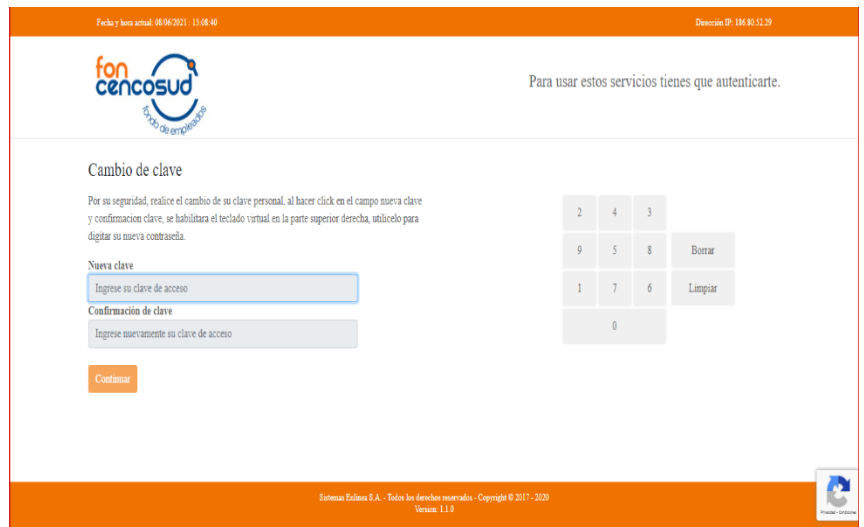 Fecha y hora actual: 08/06/2021 : 13:08:40
Dirección IP: 186.80.52.29
fon
cencosud
fondo de empleados
Para usar estos servicios tienes que autenticarte.
Cambio de clave
Por su seguridad, realice el cambio de su clave personal. al hacer click en el campo nueva clave
y confirmacion clave, se habilitara el teclado virtual en la parte superior derecha, utilicelo para
digitar su nueva contraseña.
2 4 3
9 5 8 Borrar
1 7 6 Limpiar
0
Nueva clave
Ingrese su clave de acceso
Confirmación de clave
Ingrese nuevamente su clave de acceso
Continuar
Sistemas Enlinea S.A. - Todos los derechos reservados - Copyright © 2017 - 2020
Version: 1.1.0